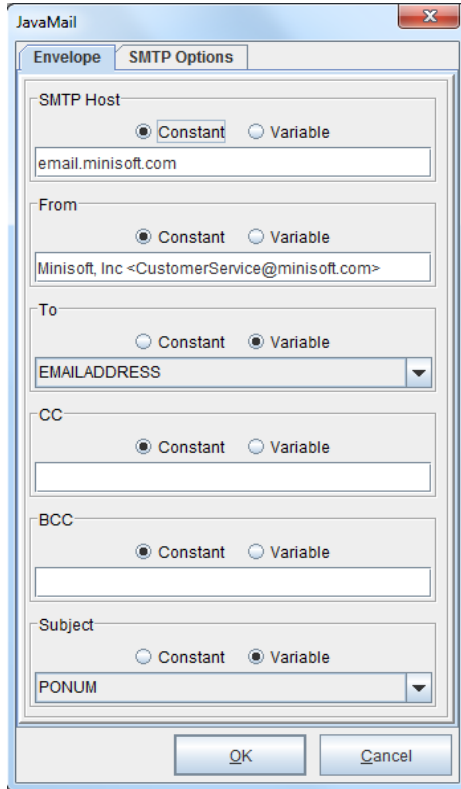 JavaMail
Envelope SMTP Options
SMTP Host
Constant Variable
email.minisoft.com
From
Constant Variable
Minisoft, Inc <CustomerService@minisoft.com>
To
Constant Variable
EMAILADDRESS
CC
Constant Variable
BCC
Constant Variable
Subject
Constant Variable
PONUM
OK Cancel